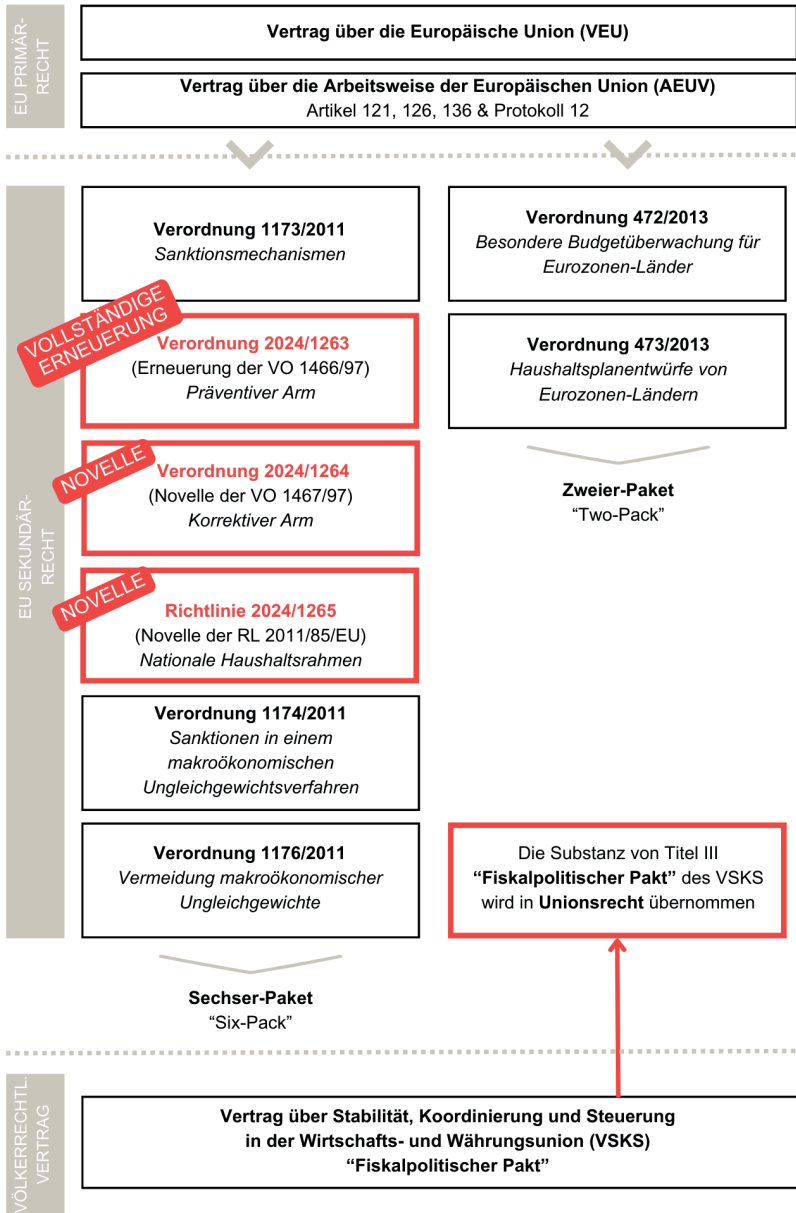 EU PRIMÄR-
RECHT
Vertrag über die Europäische Union (VEU)
Vertrag über die Arbeitsweise der Europäischen Union (AEUV)
Artikel 121, 126, 136 & Protokoll 12
EU SEKUNDÄR-
RECHT
Verordnung 1173/2011
Sanktionsmechanismen
VOLLSTÄNDIGE
ERNEUERUNG
Verordnung 2024/1263
(Erneuerung der VO 1466/97)
Präventiver Arm
NOVELLE
Verordnung 2024/1264
(Novelle der VO 1467/97)
Korrektiver Arm
NOVELLE
Richtlinie 2024/1265
(Novelle der RL 2011/85/EU)
Nationale Haushaltsrahmen
Verordnung 1174/2011
Sanktionen in einem
makroökonomischen
Ungleichgewichtsverfahren
Verordnung 1176/2011
Vermeidung makroökonomischer
Ungleichgewichte
Sechser-Paket
“Six-Pack”
Verordnung 472/2013
Besondere Budgetüberwachung für
Eurozonen-Länder
Verordnung 473/2013
Haushaltsplanentwürfe von
Eurozonen-Ländern
Zweier-Paket
“Two-Pack”
Die Substanz von Titel III
“Fiskalpolitischer Pakt” des VSKS
wird in Unionsrecht übernommen
VÖLKERRECHTL.
VERTRAG
Vertrag über Stabilität, Koordinierung und Steuerung
in der Wirtschafts- und Währungsunion (VSKS)
“Fiskalpolitischer Pakt”